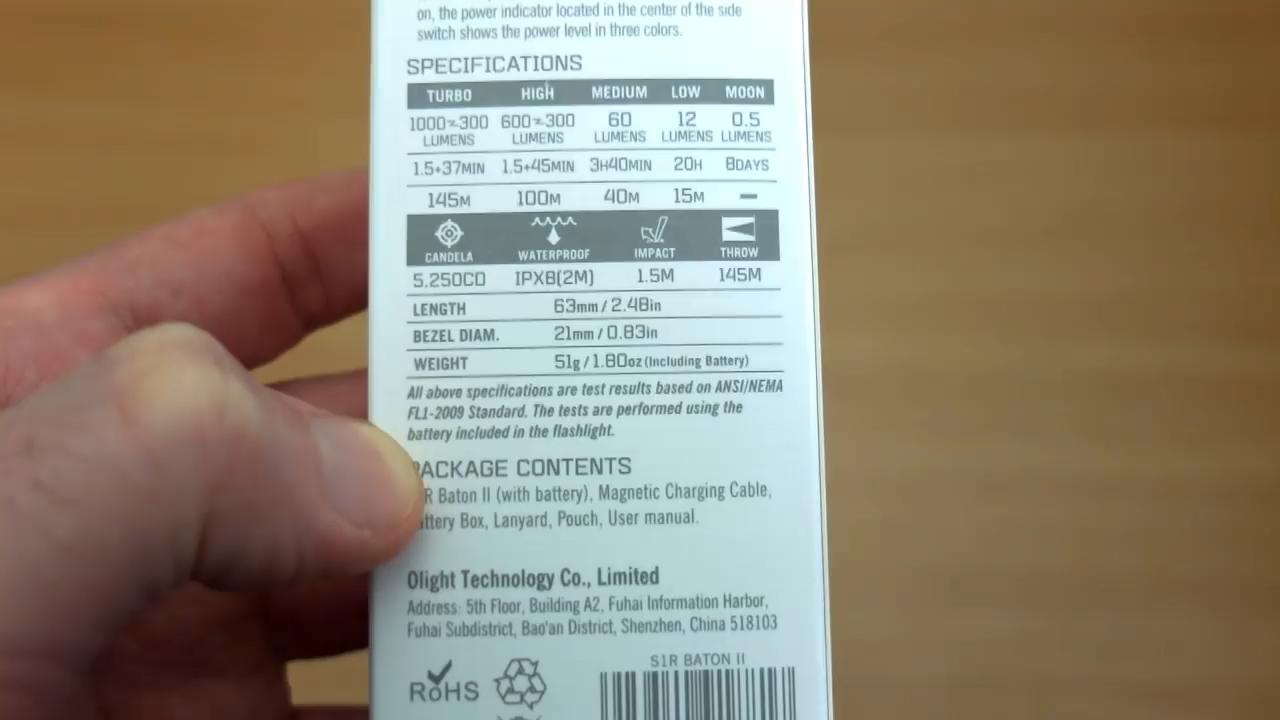 on, the power indicator located in the center of the side
switch shows the power level in three colors.
SPECIFICATIONS
TURBO HIGH MEDIUM LOW MOON
1000~300 600~300 60 12 0.5
LUMENS LUMENS LUMENS LUMENS LUMENS
1.5+37MIN 1.5+45MIN 3H40MIN 20H 8DAYS
145M 100M 40M 15M —
CANDELA WATERPROOF IMPACT THROW
5.250CD IPX8(2M) 1.5M 145M
LENGTH 63mm / 2.48in
BEZEL DIAM. 21mm / 0.83in
WEIGHT 51g / 1.80oz (Including Battery)
All above specifications are test results based on ANSI/NEMA
FL1-2009 Standard. The tests are performed using the
battery included in the flashlight.
PACKAGE CONTENTS
R Baton II (with battery), Magnetic Charging Cable,
ttery Box, Lanyard, Pouch, User manual.
Olight Technology Co., Limited
Address: 5th Floor, Building A2, Fuhai Information Harbor,
Fuhai Subdistrict, Bao'an District, Shenzhen, China 518103
S1R BATON II
RoHS